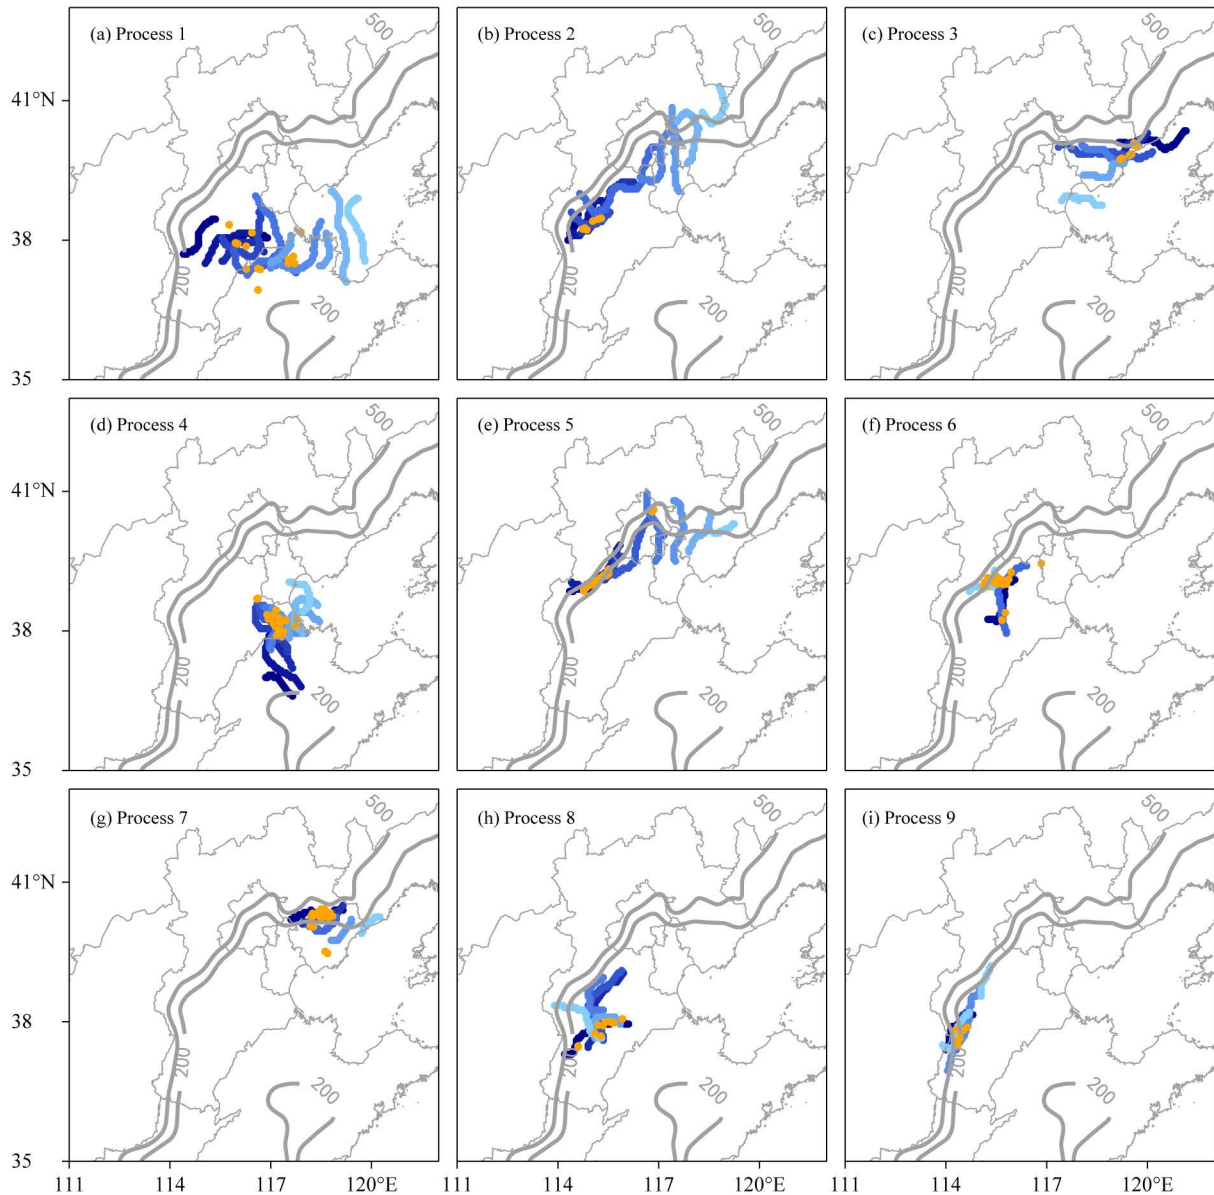 (a) Process 1
500
(b) Process 2
500
(c) Process 3
500
41°N
38
35
200
200
200
200
200
200
(d) Process 4
500
(e) Process 5
500
(f) Process 6
500
41°N
38
35
200
200
200
200
200
200
(g) Process 7
500
(h) Process 8
500
(i) Process 9
500
41°N
38
35
200
200
200
200
200
200
111
114
117
120°E
111
114
117
120°E
111
114
117
120°E